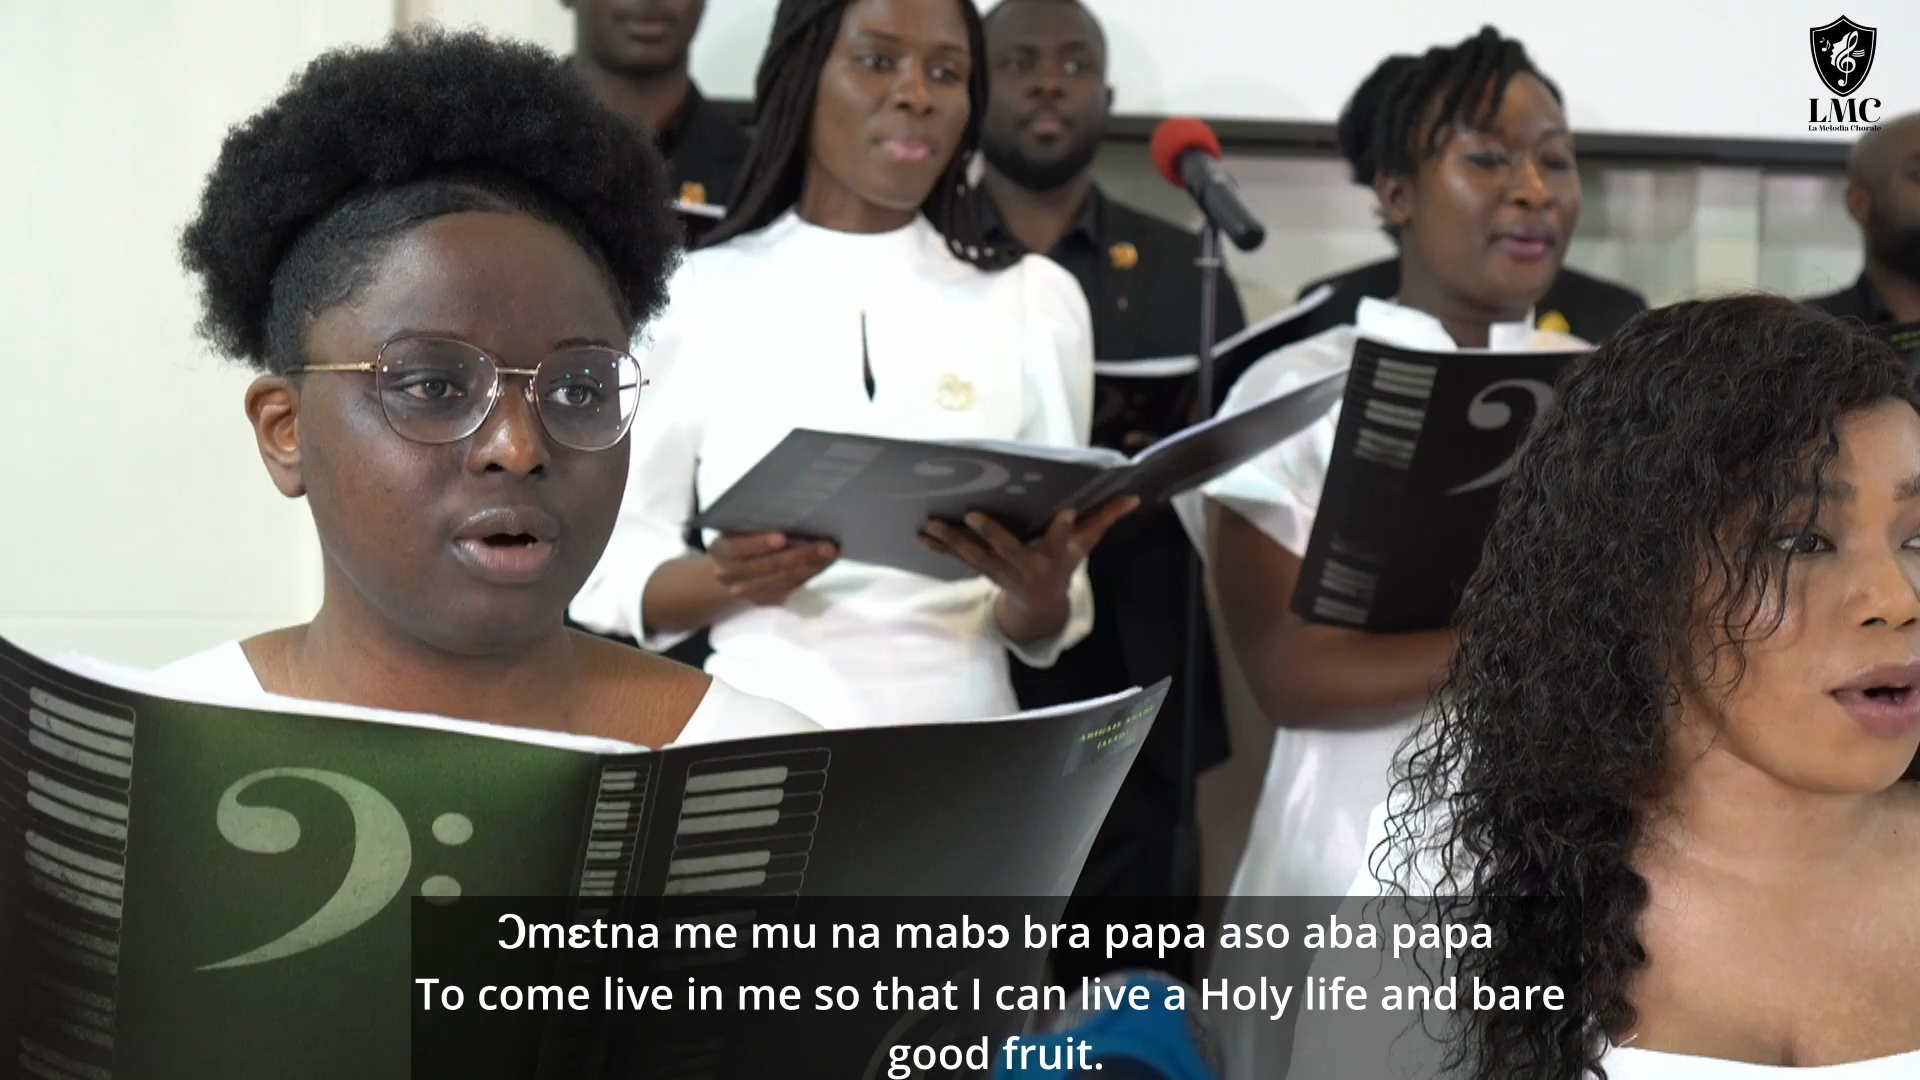 LMC
La Melodia Chorale
Ɔmɛtna me mu na mabɔ bra papa aso aba papa
To come live in me so that I can live a Holy life and bare
good fruit.